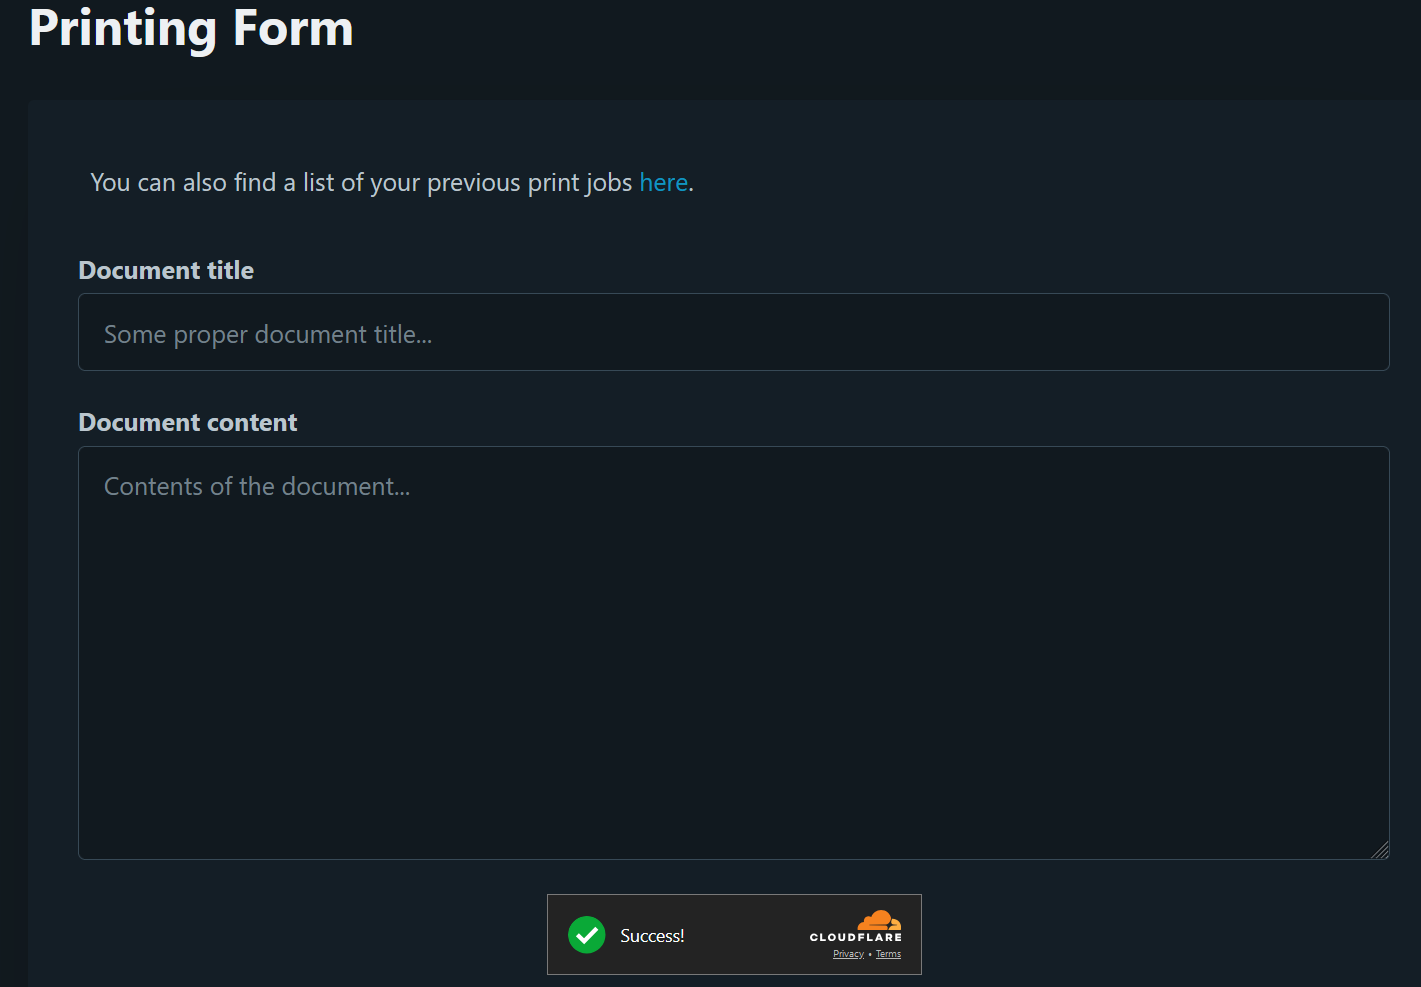 Printing Form
You can also find a list of your previous print jobs here.
Document title
Some proper document title...
Document content
Contents of the document...
Success!
CLOUDFLARE
Privacy • Terms